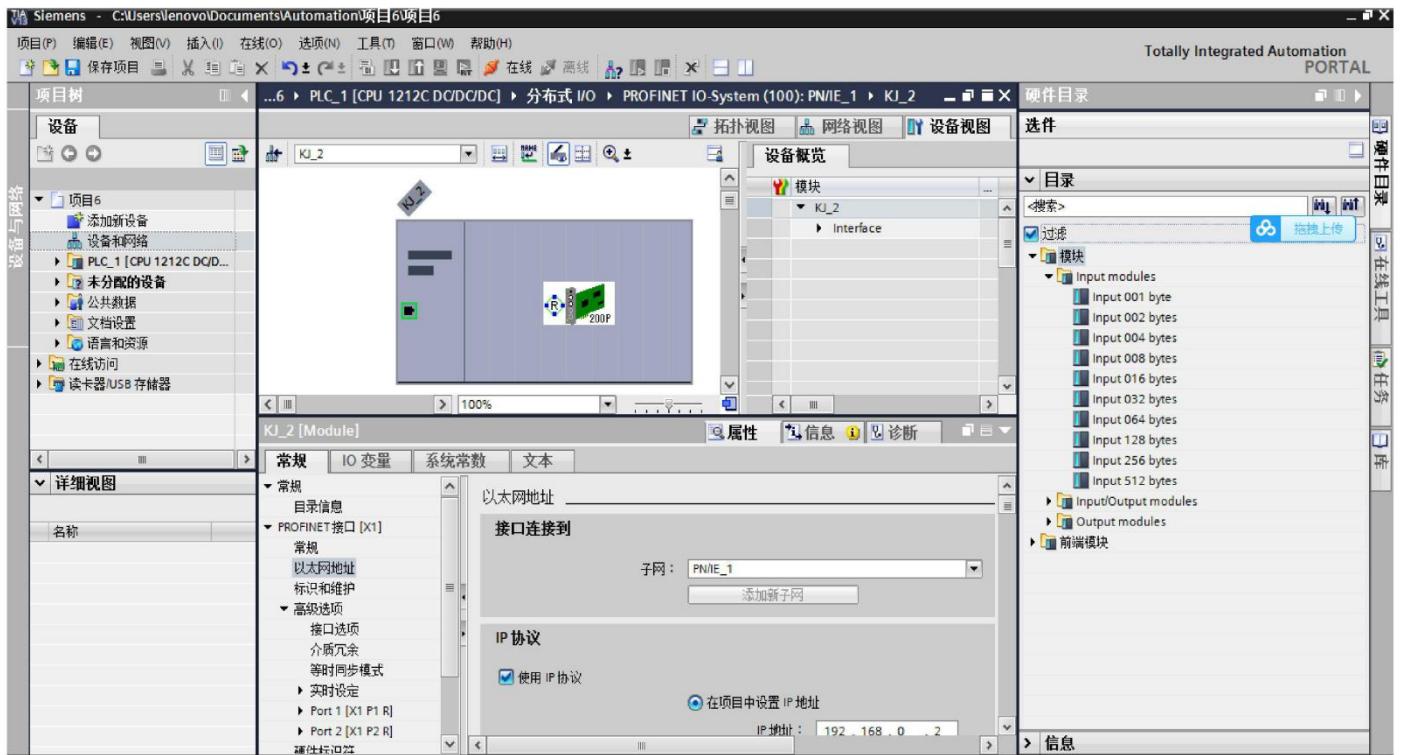 Siemens - C:\Users\lenovo\Documents\Automation\项目6\项目6
项目(P) 编辑(E) 视图(V) 插入(I) 在线(O) 选项(N) 工具(T) 窗口(W) 帮助(H)
Totally Integrated Automation
PORTAL
保存项目 在线 离线
项目树
...6 PLC_1 [CPU 1212C DC/DC/DC] 分布式 I/O PROFINET IO-System (100): PN/IE_1 KJ_2
硬件目录
设备
拓扑视图 网络视图 设备视图
选件
KJ_2
设备概览
模块 ...
KJ_2
Interface
设备与网络
项目6
添加新设备
设备和网络
PLC_1 [CPU 1212C DC/D...
未分配的设备
公共数据
文档设置
语言和资源
在线访问
读卡器/USB 存储器
KJ_2
R
200P
100%
目录
<搜索>
过滤
拖拽上传
模块
Input modules
Input 001 byte
Input 002 bytes
Input 004 bytes
Input 008 bytes
Input 016 bytes
Input 032 bytes
Input 064 bytes
Input 128 bytes
Input 256 bytes
Input 512 bytes
Input/Output modules
Output modules
前端模块
硬件目录
在线工具
任务
库
KJ_2 [Module]
属性 信息 诊断
常规 IO 变量 系统常数 文本
详细视图
名称
常规
目录信息
PROFINET接口 [X1]
常规
以太网地址
标识和维护
高级选项
接口选项
介质冗余
等时同步模式
实时设定
Port 1 [X1 P1 R]
Port 2 [X1 P2 R]
硬件标识符
以太网地址
接口连接到
子网： PN/IE_1
添加新子网
IP 协议
使用 IP 协议
在项目中设置 IP 地址
IP 地址： 192 . 168 . 0 . 2
信息